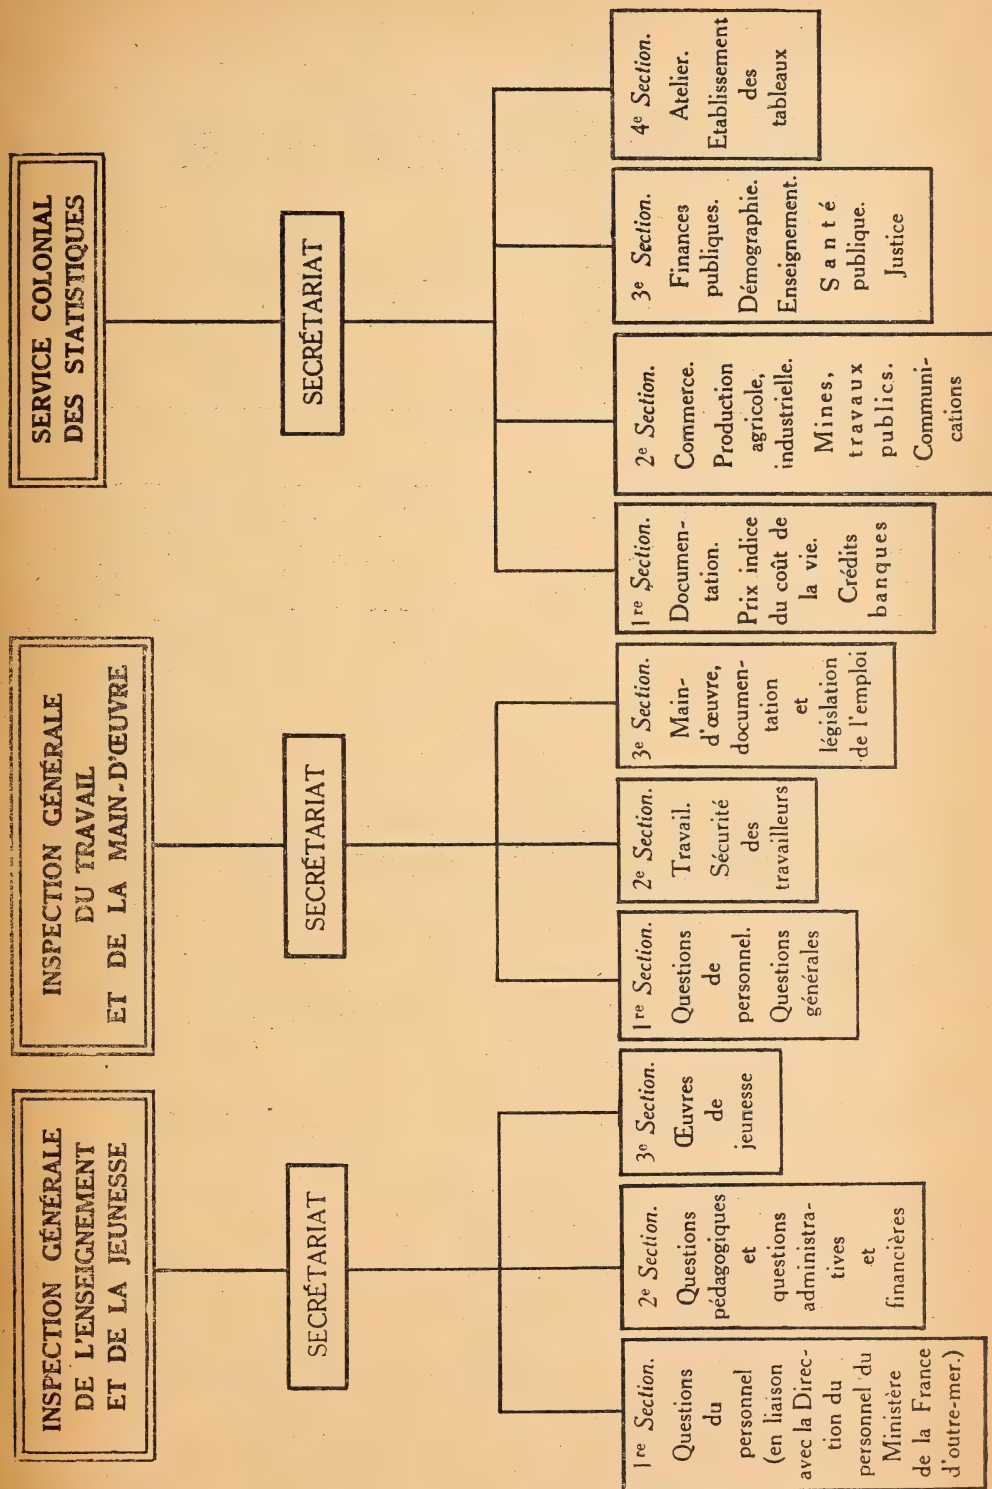 INSPECTION GÉNÉRALE
DE L'ENSEIGNEMENT
ET DE LA JEUNESSE
SECRÉTARIAT
1re Section.
Questions
du
personnel
(en liaison
avec la Direc-
tion du
personnel du
Ministère
de la France
d'outre-mer.)
2e Section.
Questions
pédagogiques
et
questions
administra-
tives
et
financières
3e Section.
Œuvres
de
jeunesse
INSPECTION GÉNÉRALE
DU TRAVAIL
ET DE LA MAIN-D'ŒUVRE
SECRÉTARIAT
1re Section.
Questions
de
personnel.
Questions
générales
2e Section.
Travail.
Sécurité
des
travailleurs
3e Section.
Main-
d'œuvre,
documen-
tation
et
législation
de l'emploi
SERVICE COLONIAL
DES STATISTIQUES
SECRÉTARIAT
1re Section.
Documen-
tation.
Prix indice
du coût de
la vie.
Crédits
banques
2e Section.
Commerce.
Production
agricole,
industrielle.
Mines,
travaux
publics.
Communi-
cations
3e Section.
Finances
publiques.
Démographie.
Enseignement.
Santé
publique.
Justice
4e Section.
Atelier.
Etablissement
des
tableaux